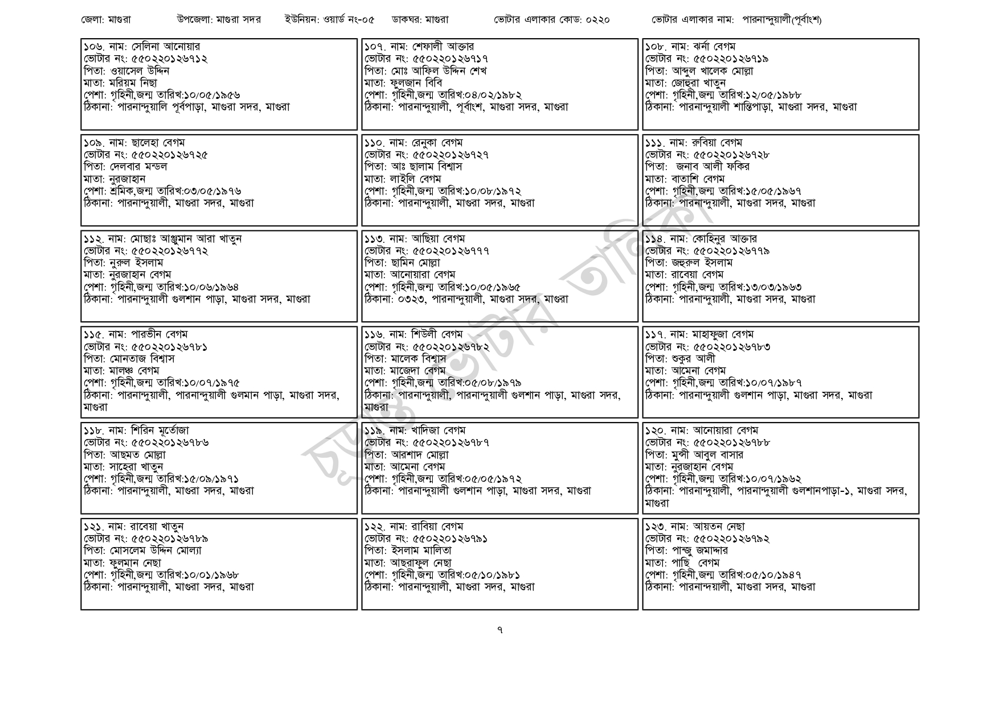 জেলা: মাগুরা উপজেলা: মাগুরা সদর ইউনিয়ন: ওয়ার্ড নং-০৫ ডাকঘর: মাগুরা ভোটার এলাকার কোড: ০২২০ ভোটার এলাকার নাম: পারনান্দুয়ালী(পূর্বাংশ)
১০৬. নাম: সেলিনা আনোয়ার
ভোটার নং: ৫৫০২২০১২৬৭১২
পিতা: ওয়াসেল উদ্দিন
মাতা: মরিয়ম নিছা
পেশা: গৃহিনী,জন্ম তারিখ:১০/০৫/১৯৫৬
ঠিকানা: পারনান্দুয়ালি পূর্বপাড়া, মাগুরা সদর, মাগুরা
১০৭. নাম: শেফালী আক্তার
ভোটার নং: ৫৫০২২০১২৬৭১৭
পিতা: মোঃ আফিল উদ্দিন শেখ
মাতা: ফুলজান বিবি
পেশা: গৃহিনী,জন্ম তারিখ:০৪/০২/১৯৮২
ঠিকানা: পারনান্দুয়ালী, পূর্বাংশ, মাগুরা সদর, মাগুরা
১০৮. নাম: ঝর্না বেগম
ভোটার নং: ৫৫০২২০১২৬৭১৯
পিতা: আব্দুল খালেক মোল্লা
মাতা: জোহুরা খাতুন
পেশা: গৃহিনী,জন্ম তারিখ:১২/০৫/১৯৮৮
ঠিকানা: পারনান্দুয়ালী শান্তিপাড়া, মাগুরা সদর, মাগুরা
১০৯. নাম: ছালেহা বেগম
ভোটার নং: ৫৫০২২০১২৬৭২৫
পিতা: দেলবার মন্ডল
মাতা: নুরজাহান
পেশা: শ্রমিক,জন্ম তারিখ:০৩/০৫/১৯৭৬
ঠিকানা: পারনান্দুয়ালী, মাগুরা সদর, মাগুরা
১১০. নাম: রেনুকা বেগম
ভোটার নং: ৫৫০২২০১২৬৭২৭
পিতা: আঃ ছালাম বিশ্বাস
মাতা: লাইলি বেগম
পেশা: গৃহিনী,জন্ম তারিখ:১০/০৮/১৯৭২
ঠিকানা: পারনান্দুয়ালী, মাগুরা সদর, মাগুরা
১১১. নাম: রুবিয়া বেগম
ভোটার নং: ৫৫০২২০১২৬৭২৮
পিতা: জনাব আলী ফকির
মাতা: বাতাশি বেগম
পেশা: গৃহিনী,জন্ম তারিখ:১৫/০৫/১৯৬৭
ঠিকানা: পারনান্দুয়ালী, মাগুরা সদর, মাগুরা
১১২. নাম: মোছাঃ আঞ্জুমান আরা খাতুন
ভোটার নং: ৫৫০২২০১২৬৭৭২
পিতা: নুরুল ইসলাম
মাতা: নুরজাহান বেগম
পেশা: গৃহিনী,জন্ম তারিখ:১০/০৬/১৯৬৪
ঠিকানা: পারনান্দুয়ালী গুলশান পাড়া, মাগুরা সদর, মাগুরা
১১৩. নাম: আছিয়া বেগম
ভোটার নং: ৫৫০২২০১২৬৭৭৭
পিতা: ছামিন মোল্লা
মাতা: আনোয়ারা বেগম
পেশা: গৃহিনী,জন্ম তারিখ:১০/০৫/১৯৬৫
ঠিকানা: ০৩২৩, পারনান্দুয়ালী, মাগুরা সদর, মাগুরা
১১৪. নাম: কোহিনুর আক্তার
ভোটার নং: ৫৫০২২০১২৬৭৭৯
পিতা: জহুরুল ইসলাম
মাতা: রাবেয়া বেগম
পেশা: গৃহিনী,জন্ম তারিখ:১৩/০৩/১৯৬৩
ঠিকানা: পারনান্দুয়ালী, মাগুরা সদর, মাগুরা
১১৫. নাম: পারভীন বেগম
ভোটার নং: ৫৫০২২০১২৬৭৮১
পিতা: মোনতাজ বিশ্বাস
মাতা: মালঞ্চ বেগম
পেশা: গৃহিনী,জন্ম তারিখ:১০/০৭/১৯৭৫
ঠিকানা: পারনান্দুয়ালী, পারনান্দুয়ালী গুলমান পাড়া, মাগুরা সদর,
মাগুরা
১১৬. নাম: শিউলী বেগম
ভোটার নং: ৫৫০২২০১২৬৭৮২
পিতা: মালেক বিশ্বাস
মাতা: মাজেদা বেগম
পেশা: গৃহিনী,জন্ম তারিখ:০৫/০৮/১৯৭৯
ঠিকানা: পারনান্দুয়ালী, পারনান্দুয়ালী গুলশান পাড়া, মাগুরা সদর,
মাগুরা
১১৭. নাম: মাহাফুজা বেগম
ভোটার নং: ৫৫০২২০১২৬৭৮৩
পিতা: শুকুর আলী
মাতা: আমেনা বেগম
পেশা: গৃহিনী,জন্ম তারিখ:১০/০৭/১৯৮৭
ঠিকানা: পারনান্দুয়ালী গুলশান পাড়া, মাগুরা সদর, মাগুরা
১১৮. নাম: শিরিন মূর্তোজা
ভোটার নং: ৫৫০২২০১২৬৭৮৬
পিতা: আছমত মোল্লা
মাতা: সাহেরা খাতুন
পেশা: গৃহিনী,জন্ম তারিখ:১৫/০৯/১৯৭১
ঠিকানা: পারনান্দুয়ালী, মাগুরা সদর, মাগুরা
১১৯. নাম: খাদিজা বেগম
ভোটার নং: ৫৫০২২০১২৬৭৮৭
পিতা: আরশাদ মোল্লা
মাতা: আমেনা বেগম
পেশা: গৃহিনী,জন্ম তারিখ:০৫/০৫/১৯৭২
ঠিকানা: পারনান্দুয়ালী গুলশান পাড়া, মাগুরা সদর, মাগুরা
১২০. নাম: আনোয়ারা বেগম
ভোটার নং: ৫৫০২২০১২৬৭৮৮
পিতা: মুন্সী আবুল বাসার
মাতা: নুরজাহান বেগম
পেশা: গৃহিনী,জন্ম তারিখ:১০/০৭/১৯৬২
ঠিকানা: পারনান্দুয়ালী, পারনান্দুয়ালী গুলশানপাড়া-১, মাগুরা সদর,
মাগুরা
১২১. নাম: রাবেয়া খাতুন
ভোটার নং: ৫৫০২২০১২৬৭৮৯
পিতা: মোসলেম উদ্দিন মোল্যা
মাতা: ফুলমান নেছা
পেশা: গৃহিনী,জন্ম তারিখ:১০/০১/১৯৬৮
ঠিকানা: পারনান্দুয়ালী, মাগুরা সদর, মাগুরা
১২২. নাম: রাবিয়া বেগম
ভোটার নং: ৫৫০২২০১২৬৭৯১
পিতা: ইসলাম মালিতা
মাতা: আছরাফুল নেছা
পেশা: গৃহিনী,জন্ম তারিখ:০৫/১০/১৯৮১
ঠিকানা: পারনান্দুয়ালী, মাগুরা সদর, মাগুরা
১২৩. নাম: আয়তন নেছা
ভোটার নং: ৫৫০২২০১২৬৭৯২
পিতা: পান্জু জমাদ্দার
মাতা: পাছি বেগম
পেশা: গৃহিনী,জন্ম তারিখ:০৫/১০/১৯৪৭
ঠিকানা: পারনান্দয়ালী, মাগুরা সদর, মাগুরা
চূড়ান্ত ভোটার তালিকা
৭